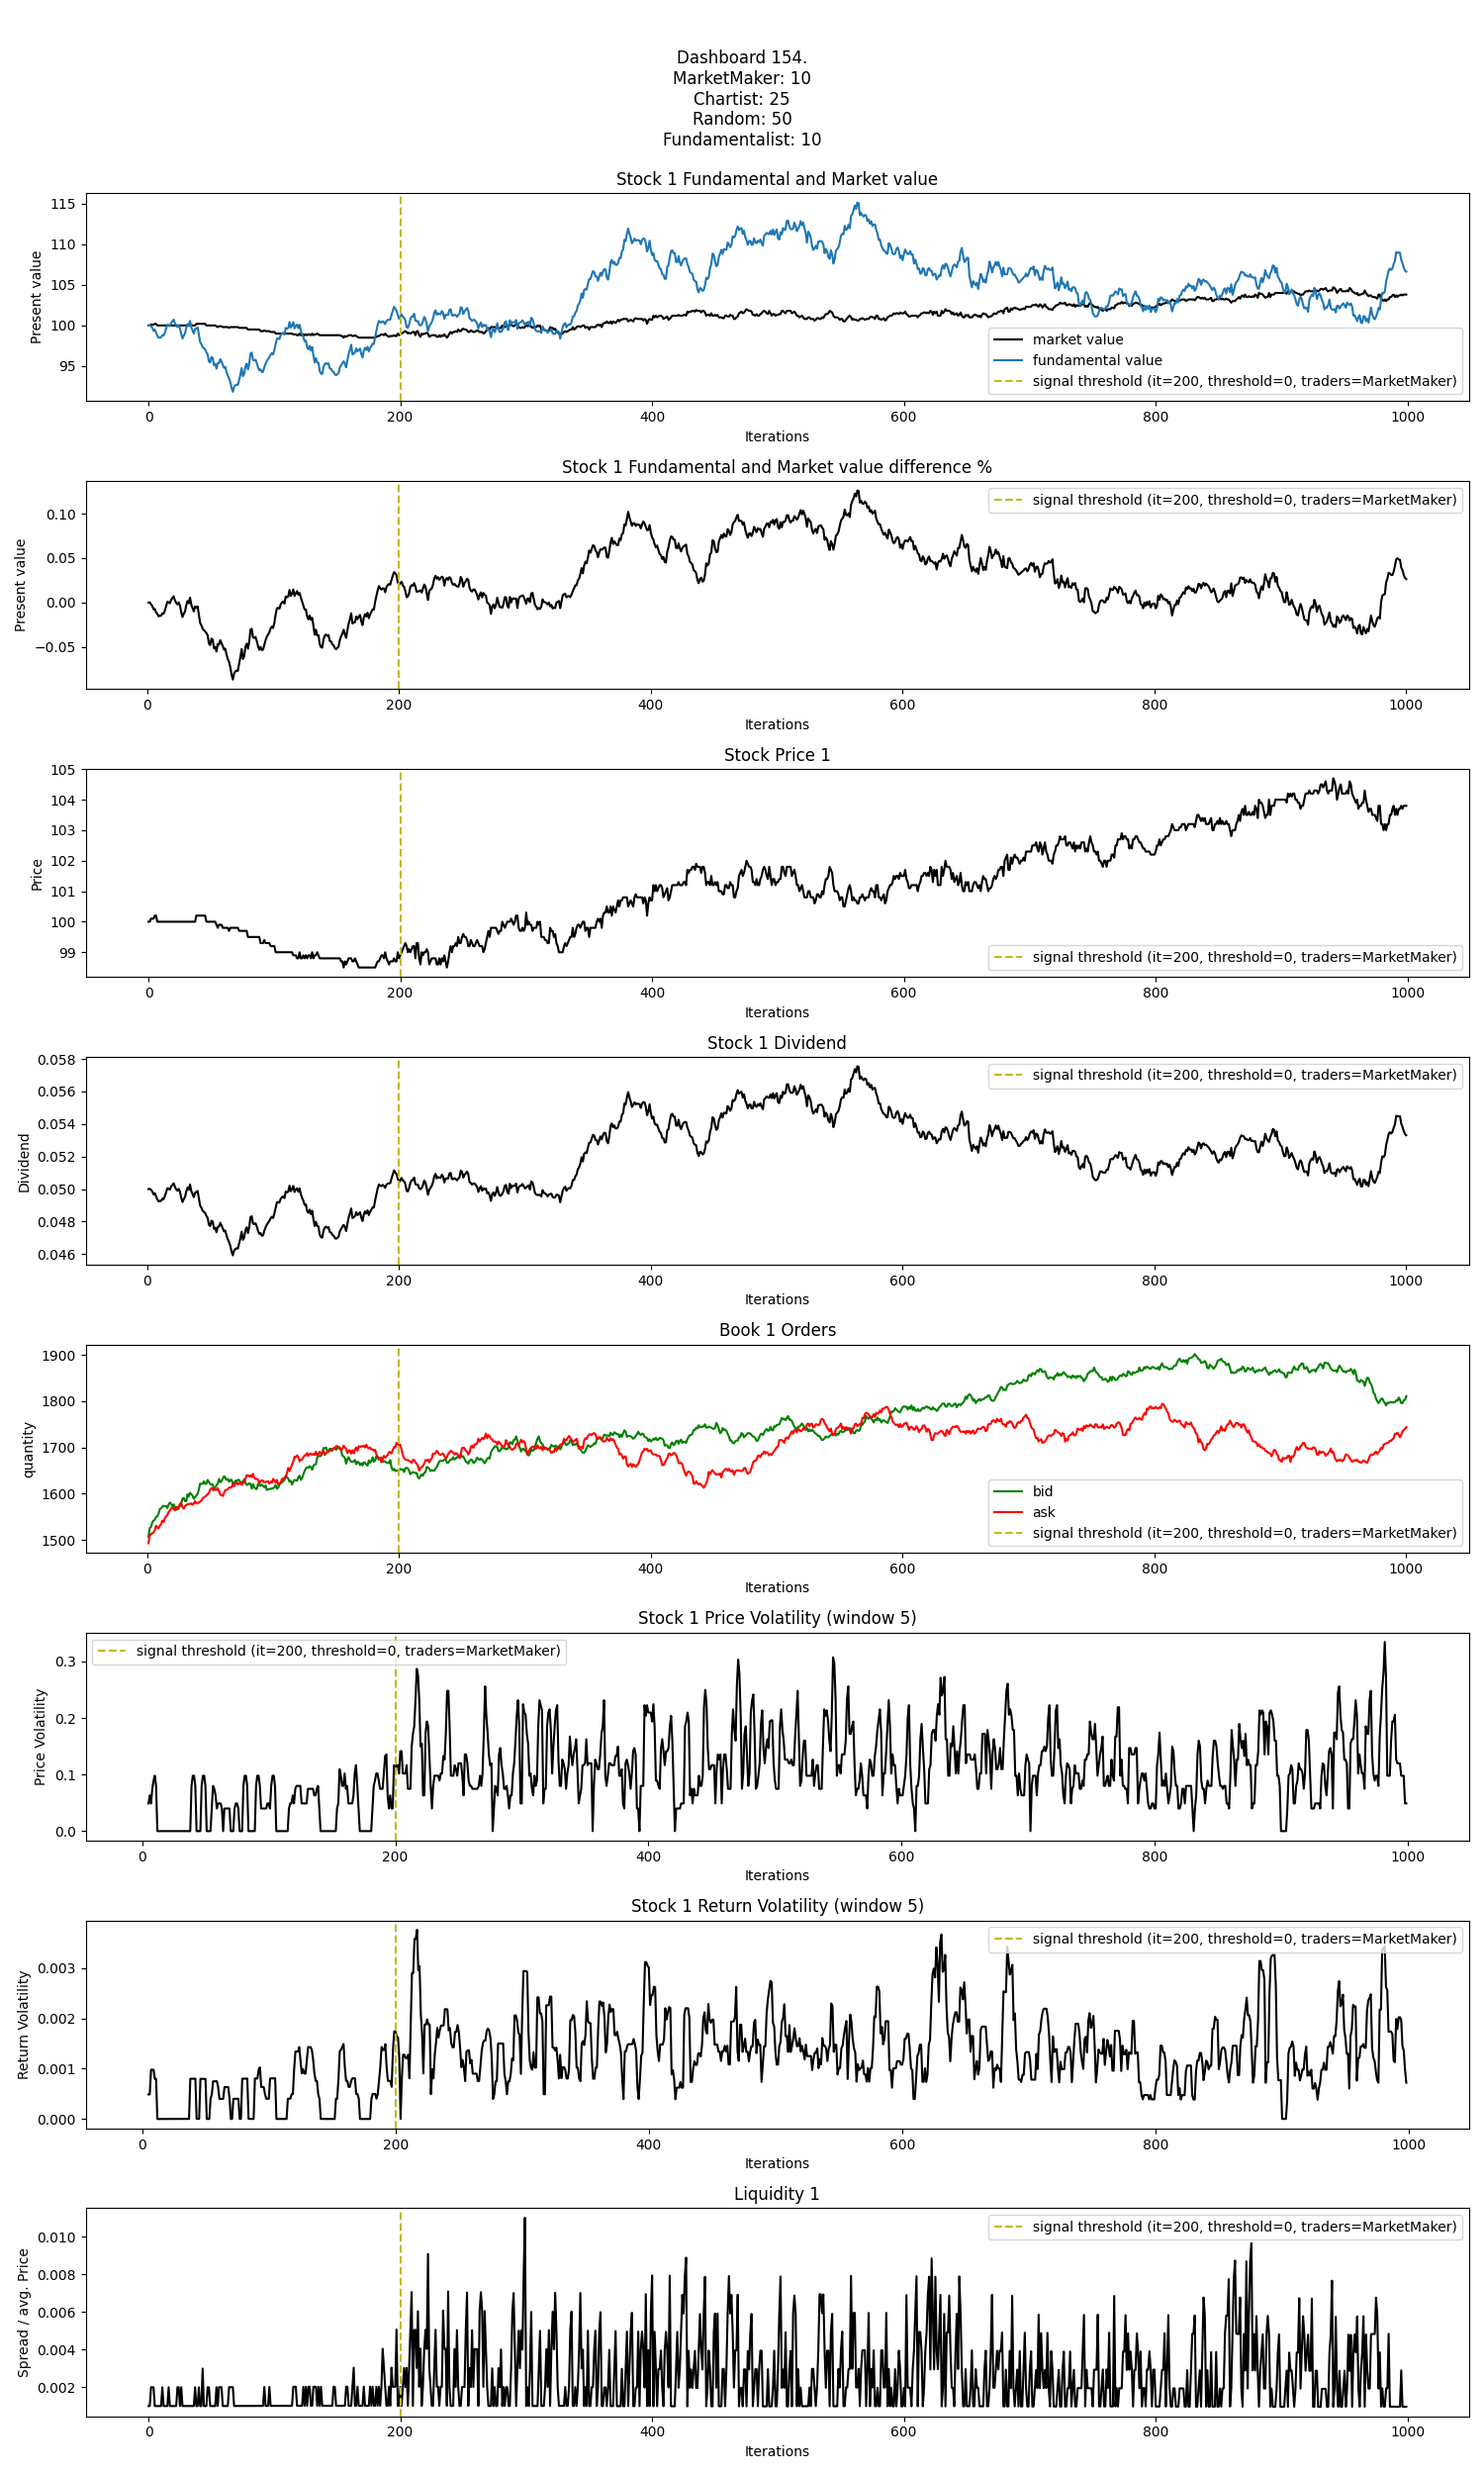 Dashboard 154.
MarketMaker: 10
Chartist: 25
Random: 50
Fundamentalist: 10
Stock 1 Fundamental and Market value
Present value
115
110
105
100
95
market value
fundamental value
signal threshold (it=200, threshold=0, traders=MarketMaker)
0 200 400 600 800 1000
Iterations
Stock 1 Fundamental and Market value difference %
Present value
0.10
0.05
0.00
−0.05
signal threshold (it=200, threshold=0, traders=MarketMaker)
0 200 400 600 800 1000
Iterations
Stock Price 1
Price
105
104
103
102
101
100
99
signal threshold (it=200, threshold=0, traders=MarketMaker)
0 200 400 600 800 1000
Iterations
Stock 1 Dividend
Dividend
0.058
0.056
0.054
0.052
0.050
0.048
0.046
signal threshold (it=200, threshold=0, traders=MarketMaker)
0 200 400 600 800 1000
Iterations
Book 1 Orders
quantity
1900
1800
1700
1600
1500
bid
ask
signal threshold (it=200, threshold=0, traders=MarketMaker)
0 200 400 600 800 1000
Iterations
Stock 1 Price Volatility (window 5)
Price Volatility
0.3
0.2
0.1
0.0
signal threshold (it=200, threshold=0, traders=MarketMaker)
0 200 400 600 800 1000
Iterations
Stock 1 Return Volatility (window 5)
Return Volatility
0.003
0.002
0.001
0.000
signal threshold (it=200, threshold=0, traders=MarketMaker)
0 200 400 600 800 1000
Iterations
Liquidity 1
Spread / avg. Price
0.010
0.008
0.006
0.004
0.002
signal threshold (it=200, threshold=0, traders=MarketMaker)
0 200 400 600 800 1000
Iterations